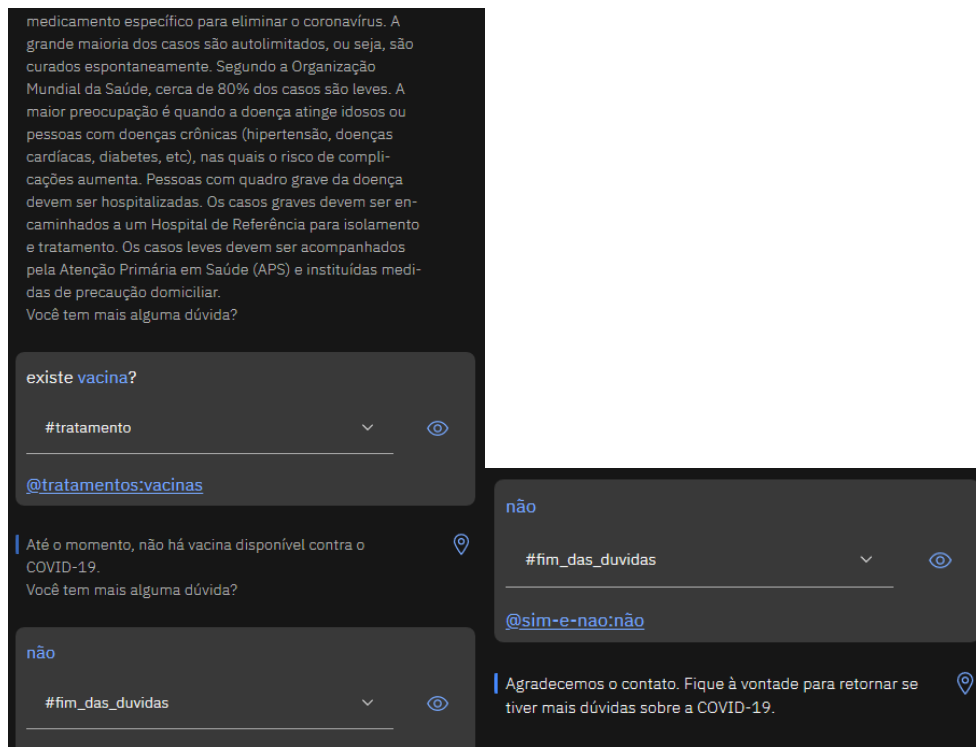 medicamento específico para eliminar o coronavírus. A
grande maioria dos casos são autolimitados, ou seja, são
curados espontaneamente. Segundo a Organização
Mundial da Saúde, cerca de 80% dos casos são leves. A
maior preocupação é quando a doença atinge idosos ou
pessoas com doenças crônicas (hipertensão, doenças
cardíacas, diabetes, etc), nas quais o risco de compli-
cações aumenta. Pessoas com quadro grave da doença
devem ser hospitalizadas. Os casos graves devem ser en-
caminhados a um Hospital de Referência para isolamento
e tratamento. Os casos leves devem ser acompanhados
pela Atenção Primária em Saúde (APS) e instituídas medi-
das de precaução domiciliar.
Você tem mais alguma dúvida?
existe vacina?
#tratamento
@tratamentos:vacinas
Até o momento, não há vacina disponível contra o
COVID-19.
Você tem mais alguma dúvida?
não
#fim_das_duvidas
não
#fim_das_duvidas
@sim-e-nao:não
Agradecemos o contato. Fique à vontade para retornar se
tiver mais dúvidas sobre a COVID-19.